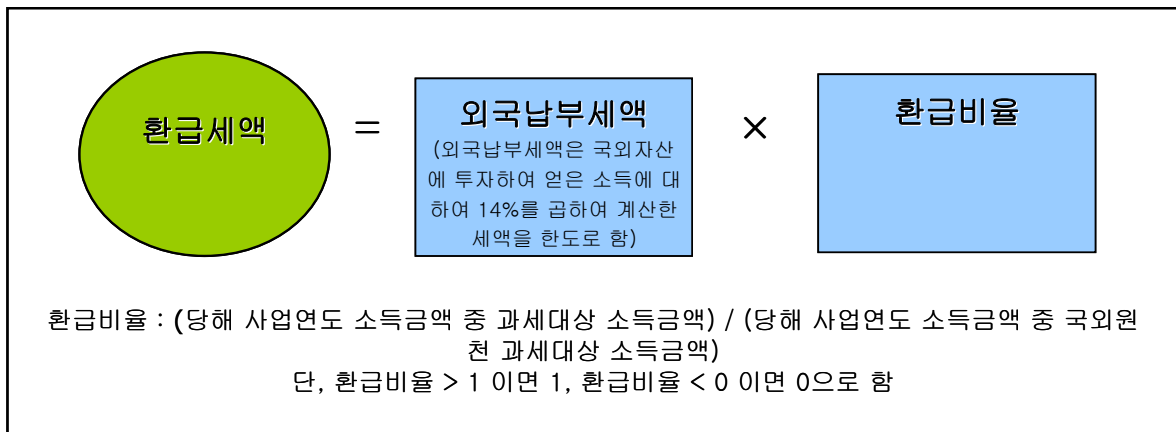 환급세액
=
외국납부세액
(외국납부세액은 국외자산
에 투자하여 얻은 소득에 대
하여 14%를 곱하여 계산한
세액을 한도로 함)
×
환급비율
환급비율 : (당해 사업연도 소득금액 중 과세대상 소득금액) / (당해 사업연도 소득금액 중 국외원
천 과세대상 소득금액)
단, 환급비율 > 1 이면 1, 환급비율 < 0 이면 0으로 함